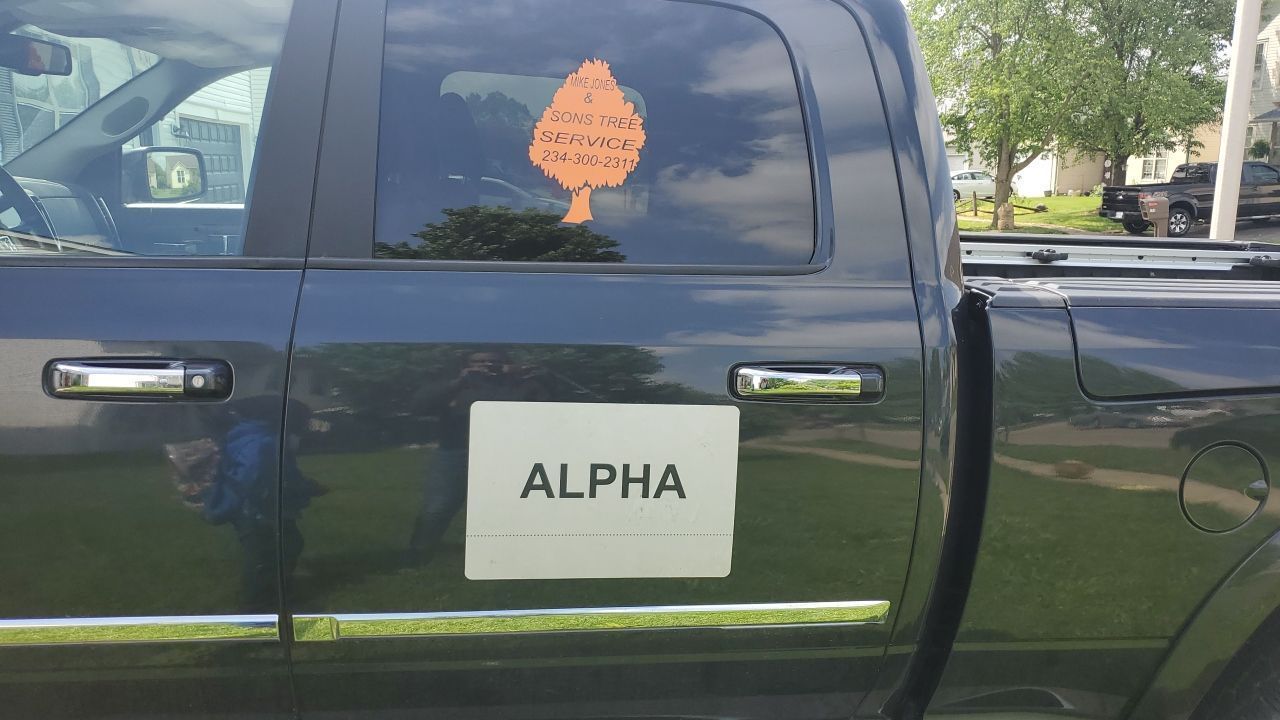 MIKE JONES
&
SONS TREE
SERVICE
234-300-2311
ALPHA